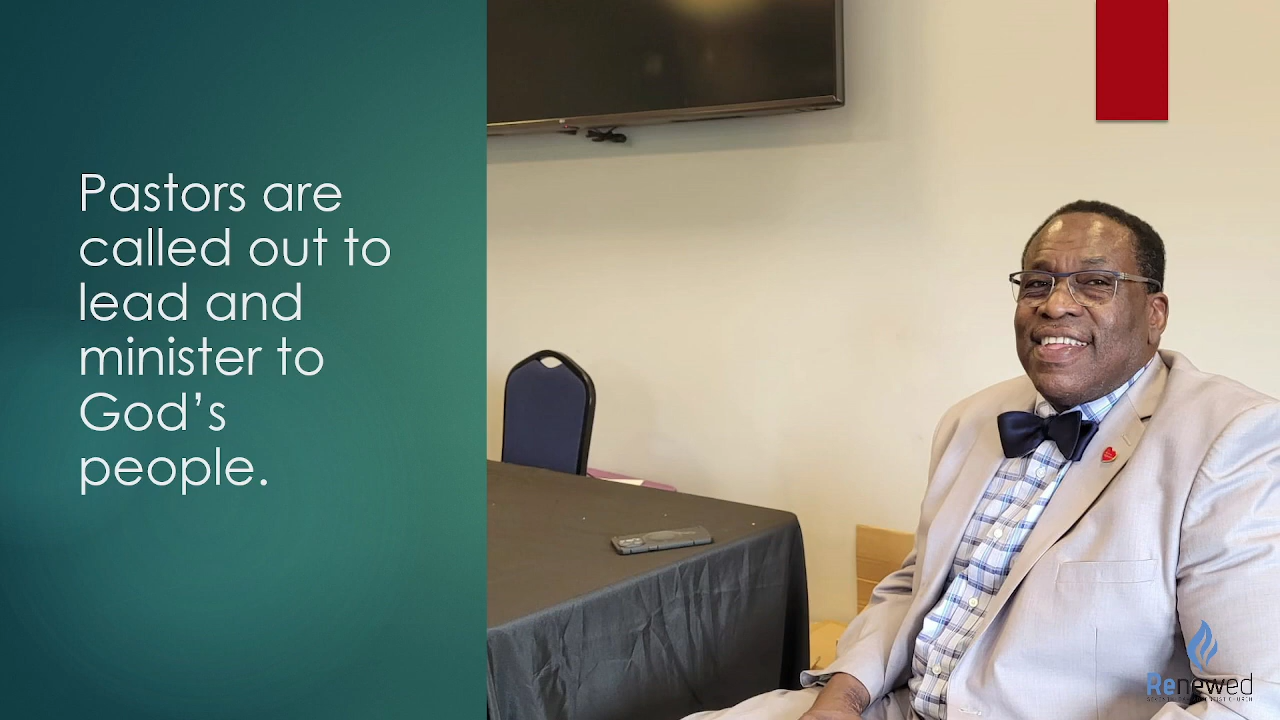 Pastors are
called out to
lead and
minister to
God’s
people.
Renewed